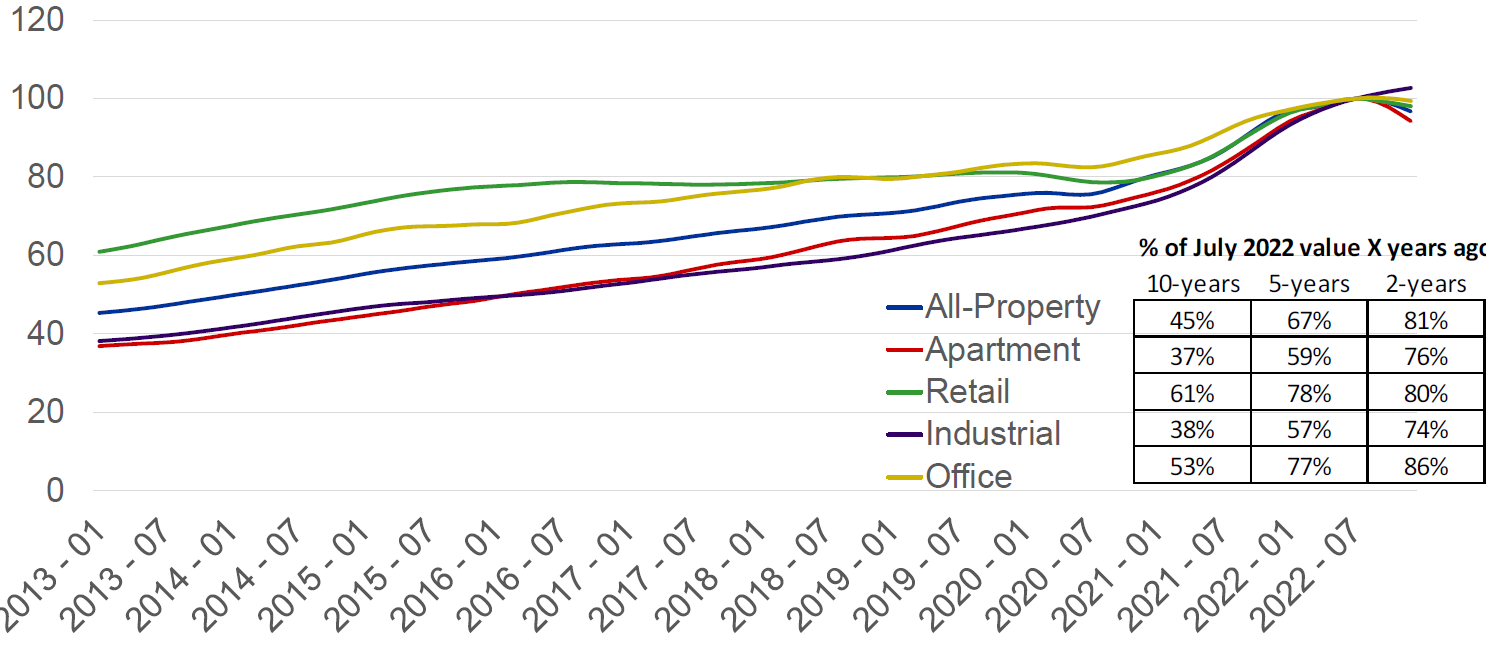 120
100
80
60
40
20
0
% of July 2022 value X years ago
10-years 5-years 2-years
All-Property 45% 67% 81%
Apartment 37% 59% 76%
Retail 61% 78% 80%
Industrial 38% 57% 74%
Office 53% 77% 86%
2013 - 01
2013 - 07
2014 - 01
2014 - 07
2015 - 01
2015 - 07
2016 - 01
2016 - 07
2017 - 01
2017 - 07
2018 - 01
2018 - 07
2019 - 01
2019 - 07
2020 - 01
2020 - 07
2021 - 01
2021 - 07
2022 - 01
2022 - 07